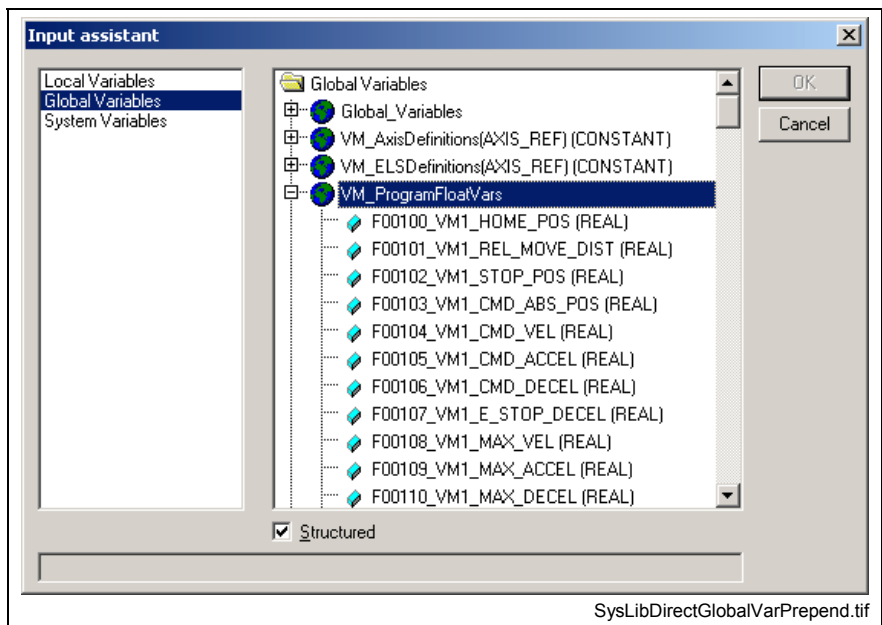 Input assistant
Local Variables
Global Variables
System Variables
Global Variables
Global_Variables
VM_AxisDefinitions(AXIS_REF) (CONSTANT)
VM_ELSDefinitions(AXIS_REF) (CONSTANT)
VM_ProgramFloatVars
F00100_VM1_HOME_POS (REAL)
F00101_VM1_REL_MOVE_DIST (REAL)
F00102_VM1_STOP_POS (REAL)
F00103_VM1_CMD_ABS_POS (REAL)
F00104_VM1_CMD_VEL (REAL)
F00105_VM1_CMD_ACCEL (REAL)
F00106_VM1_CMD_DECEL (REAL)
F00107_VM1_E_STOP_DECEL (REAL)
F00108_VM1_MAX_VEL (REAL)
F00109_VM1_MAX_ACCEL (REAL)
F00110_VM1_MAX_DECEL (REAL)
OK
Cancel
Structured
SysLibDirectGlobalVarPrepend.tif